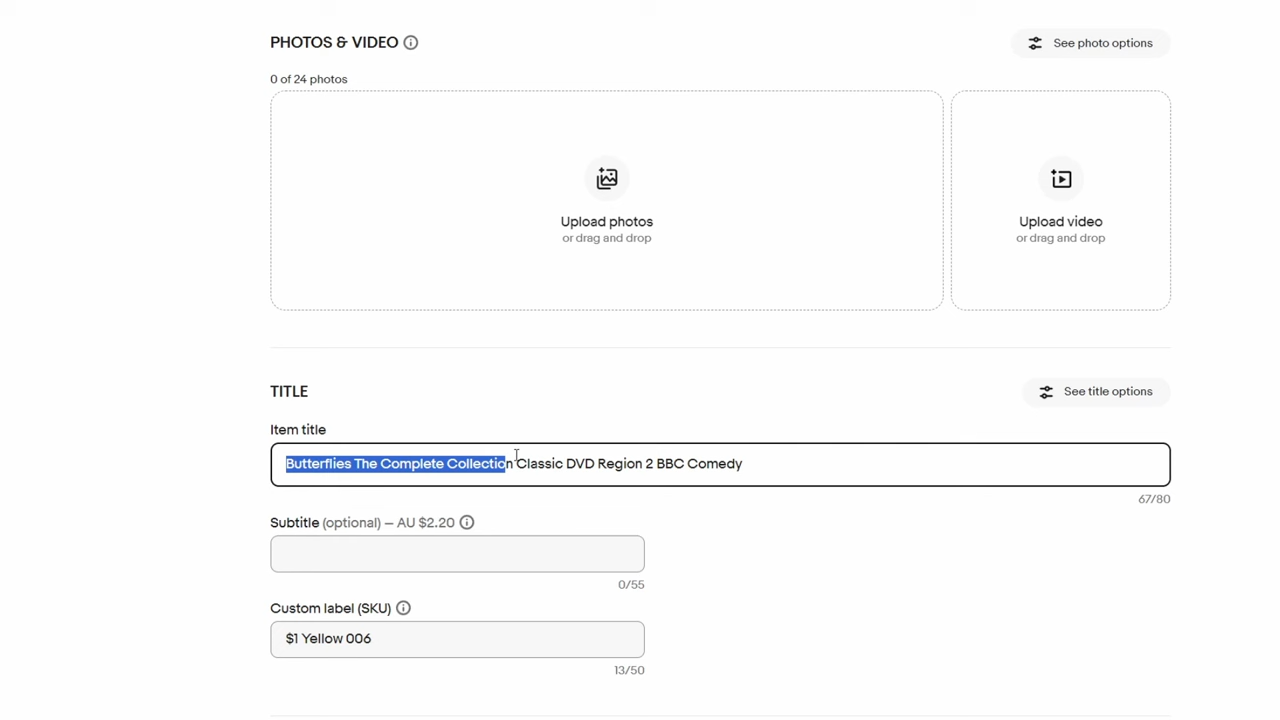 PHOTOS & VIDEO
See photo options
0 of 24 photos
Upload photos
or drag and drop
Upload video
or drag and drop
TITLE
See title options
Item title
Butterflies The Complete Collection Classic DVD Region 2 BBC Comedy
67/80
Subtitle (optional) – AU $2.20
0/55
Custom label (SKU)
$1 Yellow 006
13/50